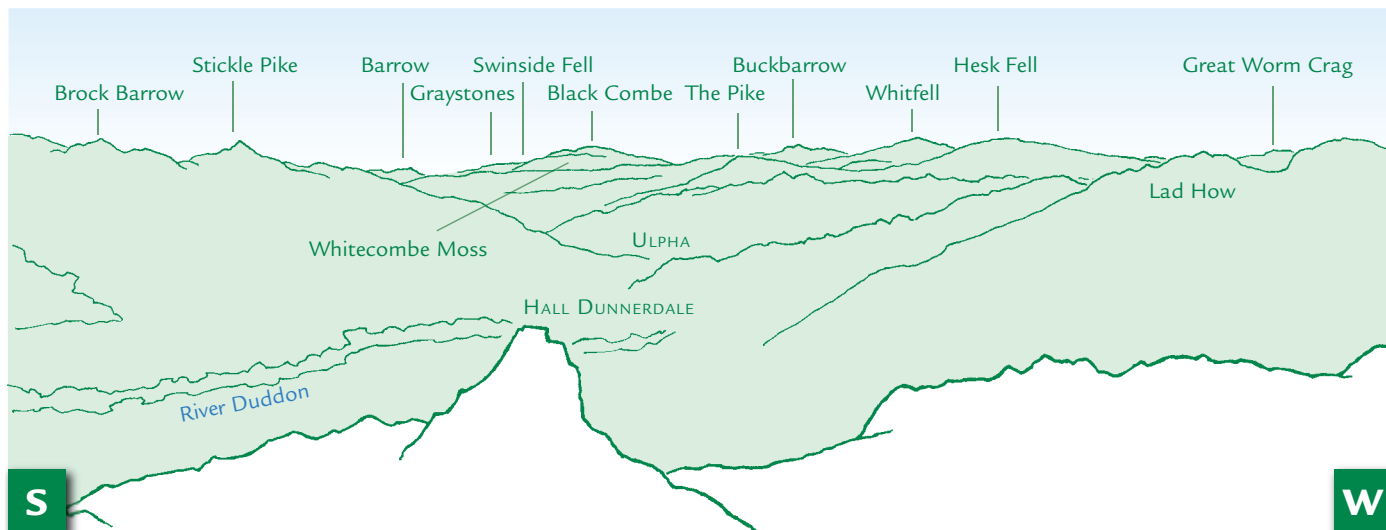 Stickle Pike
Barrow
Swinside Fell
Buckbarrow
Hesk Fell
Great Worm Crag
Brock Barrow
Graystones
Black Combe
The Pike
Whitfell
Lad How
Whitecombe Moss
Ulpha
Hall Dunnerdale
River Duddon
S
W